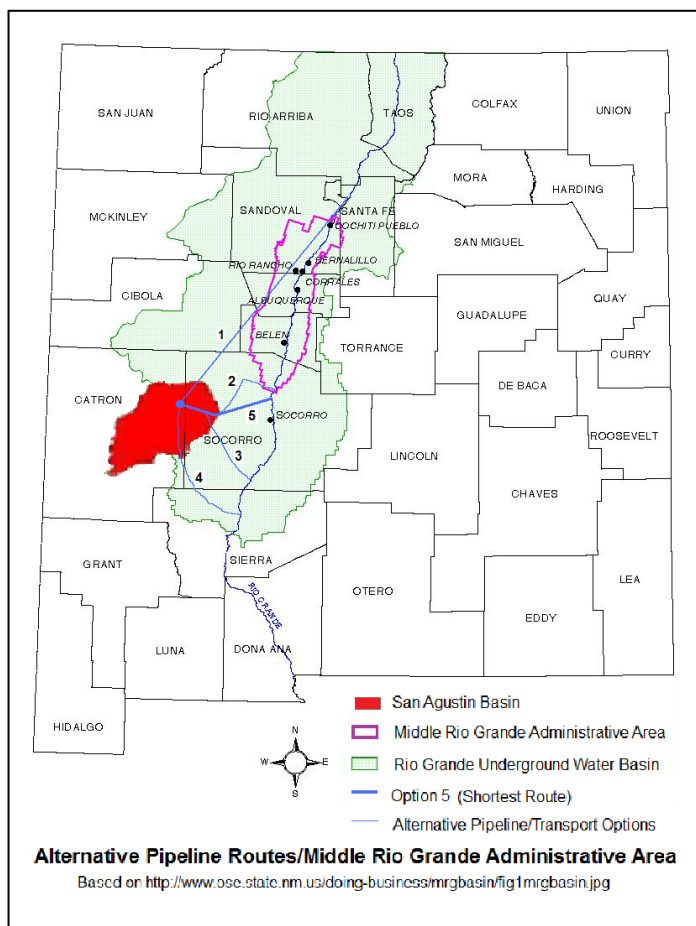 COLFAX
UNION
SAN JUAN
RIO ARRIBA
TAOS
MORA
HARDING
MCKINLEY
SANDOVAL
SANTA FE
COCHITI PUEBLO
SAN MIGUEL
BERNALILLO
RIO RANCHO
CORRALES
CIBOLA
ALBUQUERQUE
QUAY
GUADALUPE
1
BELEN
TORRANCE
CURRY
2
DE BACA
CATRON
5
SOCORRO
ROOSEVELT
SOCORRO
LINCOLN
3
4
CHAVES
SIERRA
GRANT
OTERO
LEA
RIO GRANDE
EDDY
LUNA
DONA ANA
San Agustin Basin
HIDALGO
Middle Rio Grande Administrative Area
N
W E
S
Rio Grande Underground Water Basin
Option 5 (Shortest Route)
Alternative Pipeline/Transport Options
Alternative Pipeline Routes/Middle Rio Grande Administrative Area
Based on http://www.ose.state.nm.us/doing-business/mrgbasin/fig1mrgbasin.jpg